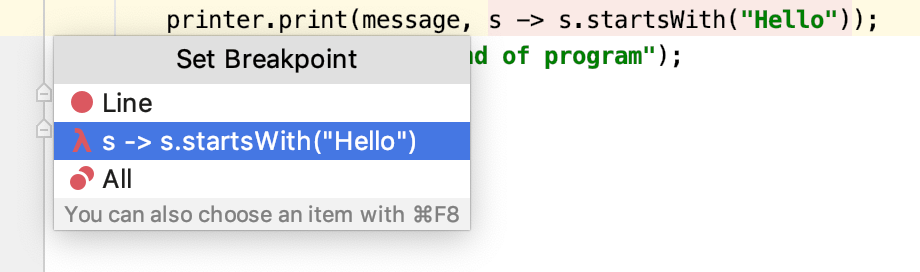 printer.print(message, s -> s.startsWith("Hello"));
d of program");
Set Breakpoint
Line
λ s -> s.startsWith("Hello")
All
You can also choose an item with ⌘F8